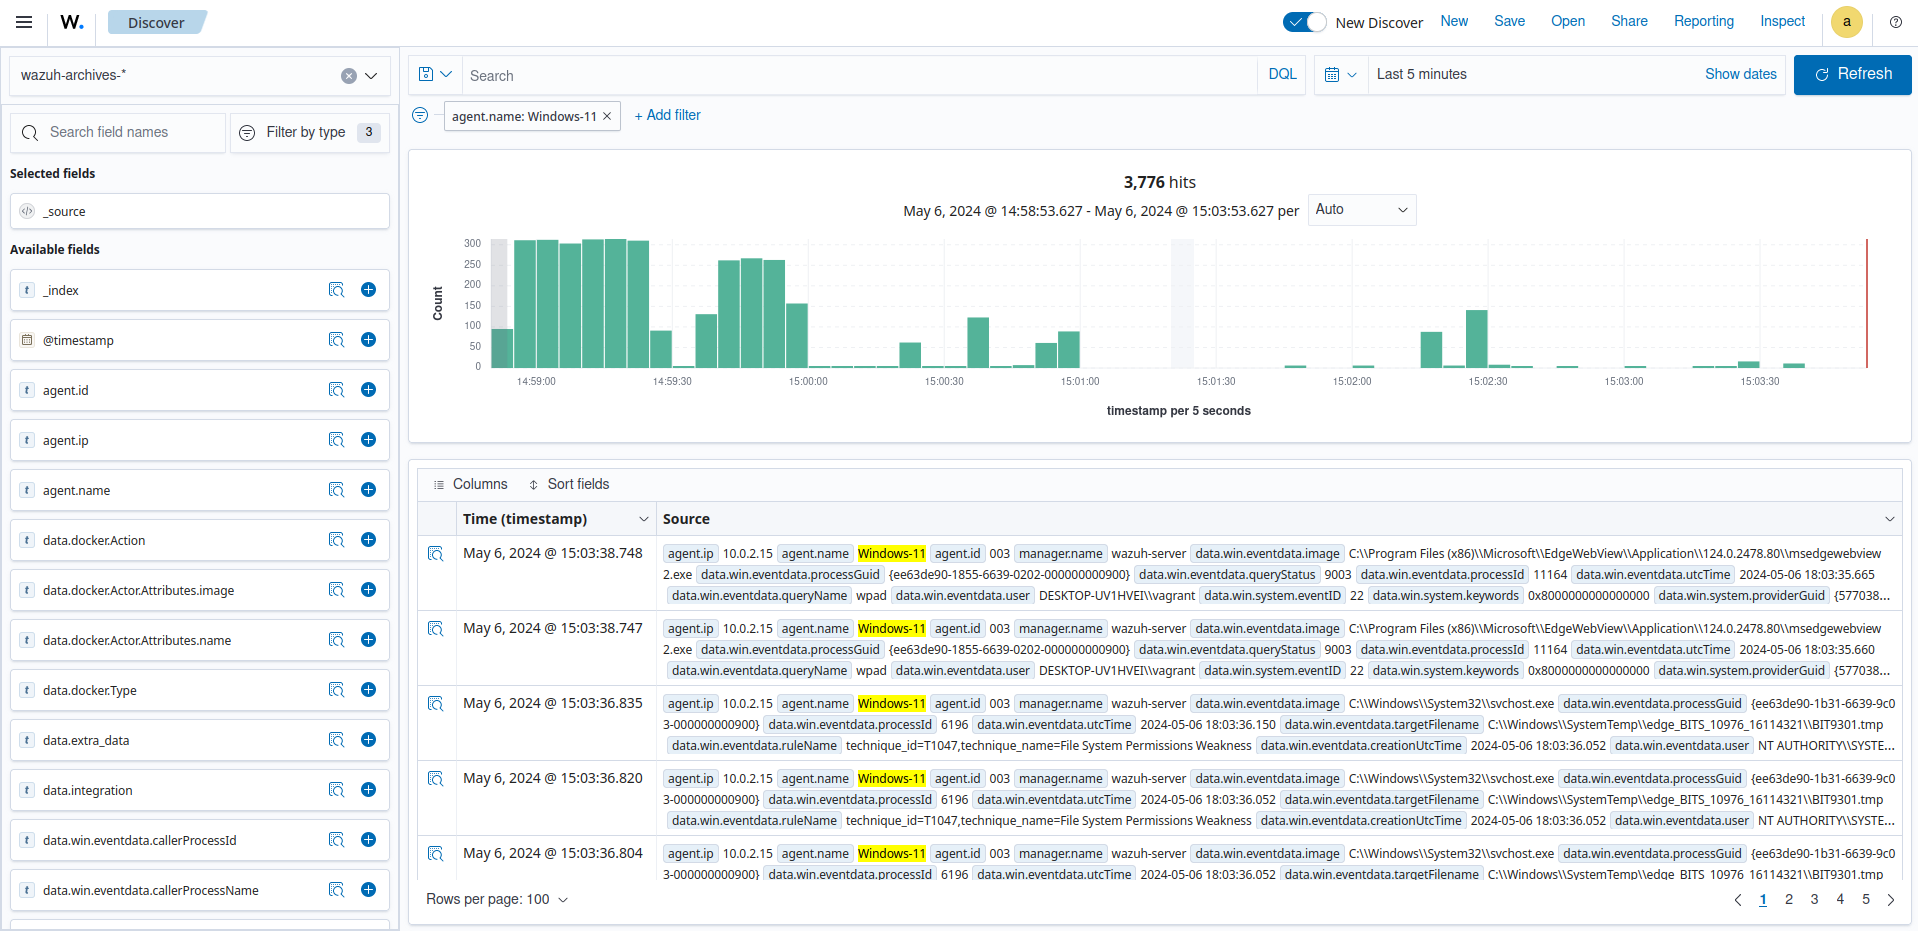 W. Discover New Discover New Save Open Share Reporting Inspect a
wazuh-archives-*
Search DQL Last 5 minutes Show dates Refresh
agent.name: Windows-11 + Add filter
Search field names Filter by type 3
Selected fields
_source
Available fields
t _index
@timestamp
t agent.id
t agent.ip
t agent.name
t data.docker.Action
t data.docker.Actor.Attributes.image
t data.docker.Actor.Attributes.name
t data.docker.Type
t data.extra_data
t data.integration
t data.win.eventdata.callerProcessId
t data.win.eventdata.callerProcessName
3,776 hits
May 6, 2024 @ 14:58:53.627 - May 6, 2024 @ 15:03:53.627 per Auto
Count
300
250
200
150
100
50
0
14:59:00 14:59:30 15:00:00 15:00:30 15:01:00 15:01:30 15:02:00 15:02:30 15:03:00 15:03:30
timestamp per 5 seconds
Columns Sort fields
Time (timestamp) Source
May 6, 2024 @ 15:03:38.748 agent.ip 10.0.2.15 agent.name Windows-11 agent.id 003 manager.name wazuh-server data.win.eventdata.image C:\\Program Files (x86)\\Microsoft\\EdgeWebView\\Application\\124.0.2478.80\\msedgewebview
2.exe data.win.eventdata.processGuid {ee63de90-1855-6639-0202-000000000900} data.win.eventdata.queryStatus 9003 data.win.eventdata.processId 11164 data.win.eventdata.utcTime 2024-05-06 18:03:35.665
data.win.eventdata.queryName wpad data.win.eventdata.user DESKTOP-UV1HVEI\\vagrant data.win.system.eventID 22 data.win.system.keywords 0x8000000000000000 data.win.system.providerGuid {577038...
May 6, 2024 @ 15:03:38.747 agent.ip 10.0.2.15 agent.name Windows-11 agent.id 003 manager.name wazuh-server data.win.eventdata.image C:\\Program Files (x86)\\Microsoft\\EdgeWebView\\Application\\124.0.2478.80\\msedgewebview
2.exe data.win.eventdata.processGuid {ee63de90-1855-6639-0202-000000000900} data.win.eventdata.queryStatus 9003 data.win.eventdata.processId 11164 data.win.eventdata.utcTime 2024-05-06 18:03:35.660
data.win.eventdata.queryName wpad data.win.eventdata.user DESKTOP-UV1HVEI\\vagrant data.win.system.eventID 22 data.win.system.keywords 0x8000000000000000 data.win.system.providerGuid {577038...
May 6, 2024 @ 15:03:36.835 agent.ip 10.0.2.15 agent.name Windows-11 agent.id 003 manager.name wazuh-server data.win.eventdata.image C:\\Windows\\System32\\svchost.exe data.win.eventdata.processGuid {ee63de90-1b31-6639-9c0
3-000000000900} data.win.eventdata.processId 6196 data.win.eventdata.utcTime 2024-05-06 18:03:36.150 data.win.eventdata.targetFilename C:\\Windows\\SystemTemp\\edge_BITS_10976_16114321\\BIT9301.tmp
data.win.eventdata.ruleName technique_id=T1047,technique_name=File System Permissions Weakness data.win.eventdata.creationUtcTime 2024-05-06 18:03:36.052 data.win.eventdata.user NT AUTHORITY\\SYSTE...
May 6, 2024 @ 15:03:36.820 agent.ip 10.0.2.15 agent.name Windows-11 agent.id 003 manager.name wazuh-server data.win.eventdata.image C:\\Windows\\System32\\svchost.exe data.win.eventdata.processGuid {ee63de90-1b31-6639-9c0
3-000000000900} data.win.eventdata.processId 6196 data.win.eventdata.utcTime 2024-05-06 18:03:36.052 data.win.eventdata.targetFilename C:\\Windows\\SystemTemp\\edge_BITS_10976_16114321\\BIT9301.tmp
data.win.eventdata.ruleName technique_id=T1047,technique_name=File System Permissions Weakness data.win.eventdata.creationUtcTime 2024-05-06 18:03:36.052 data.win.eventdata.user NT AUTHORITY\\SYSTE...
May 6, 2024 @ 15:03:36.804 agent.ip 10.0.2.15 agent.name Windows-11 agent.id 003 manager.name wazuh-server data.win.eventdata.image C:\\Windows\\System32\\svchost.exe data.win.eventdata.processGuid {ee63de90-1b31-6639-9c0
3-000000000900} data.win.eventdata.processId 6196 data.win.eventdata.utcTime 2024-05-06 18:03:36.052 data.win.eventdata.targetFilename C:\\Windows\\SystemTemp\\edge_BITS_10976_16114321\\BIT9301.tmp
Rows per page: 100 1 2 3 4 5